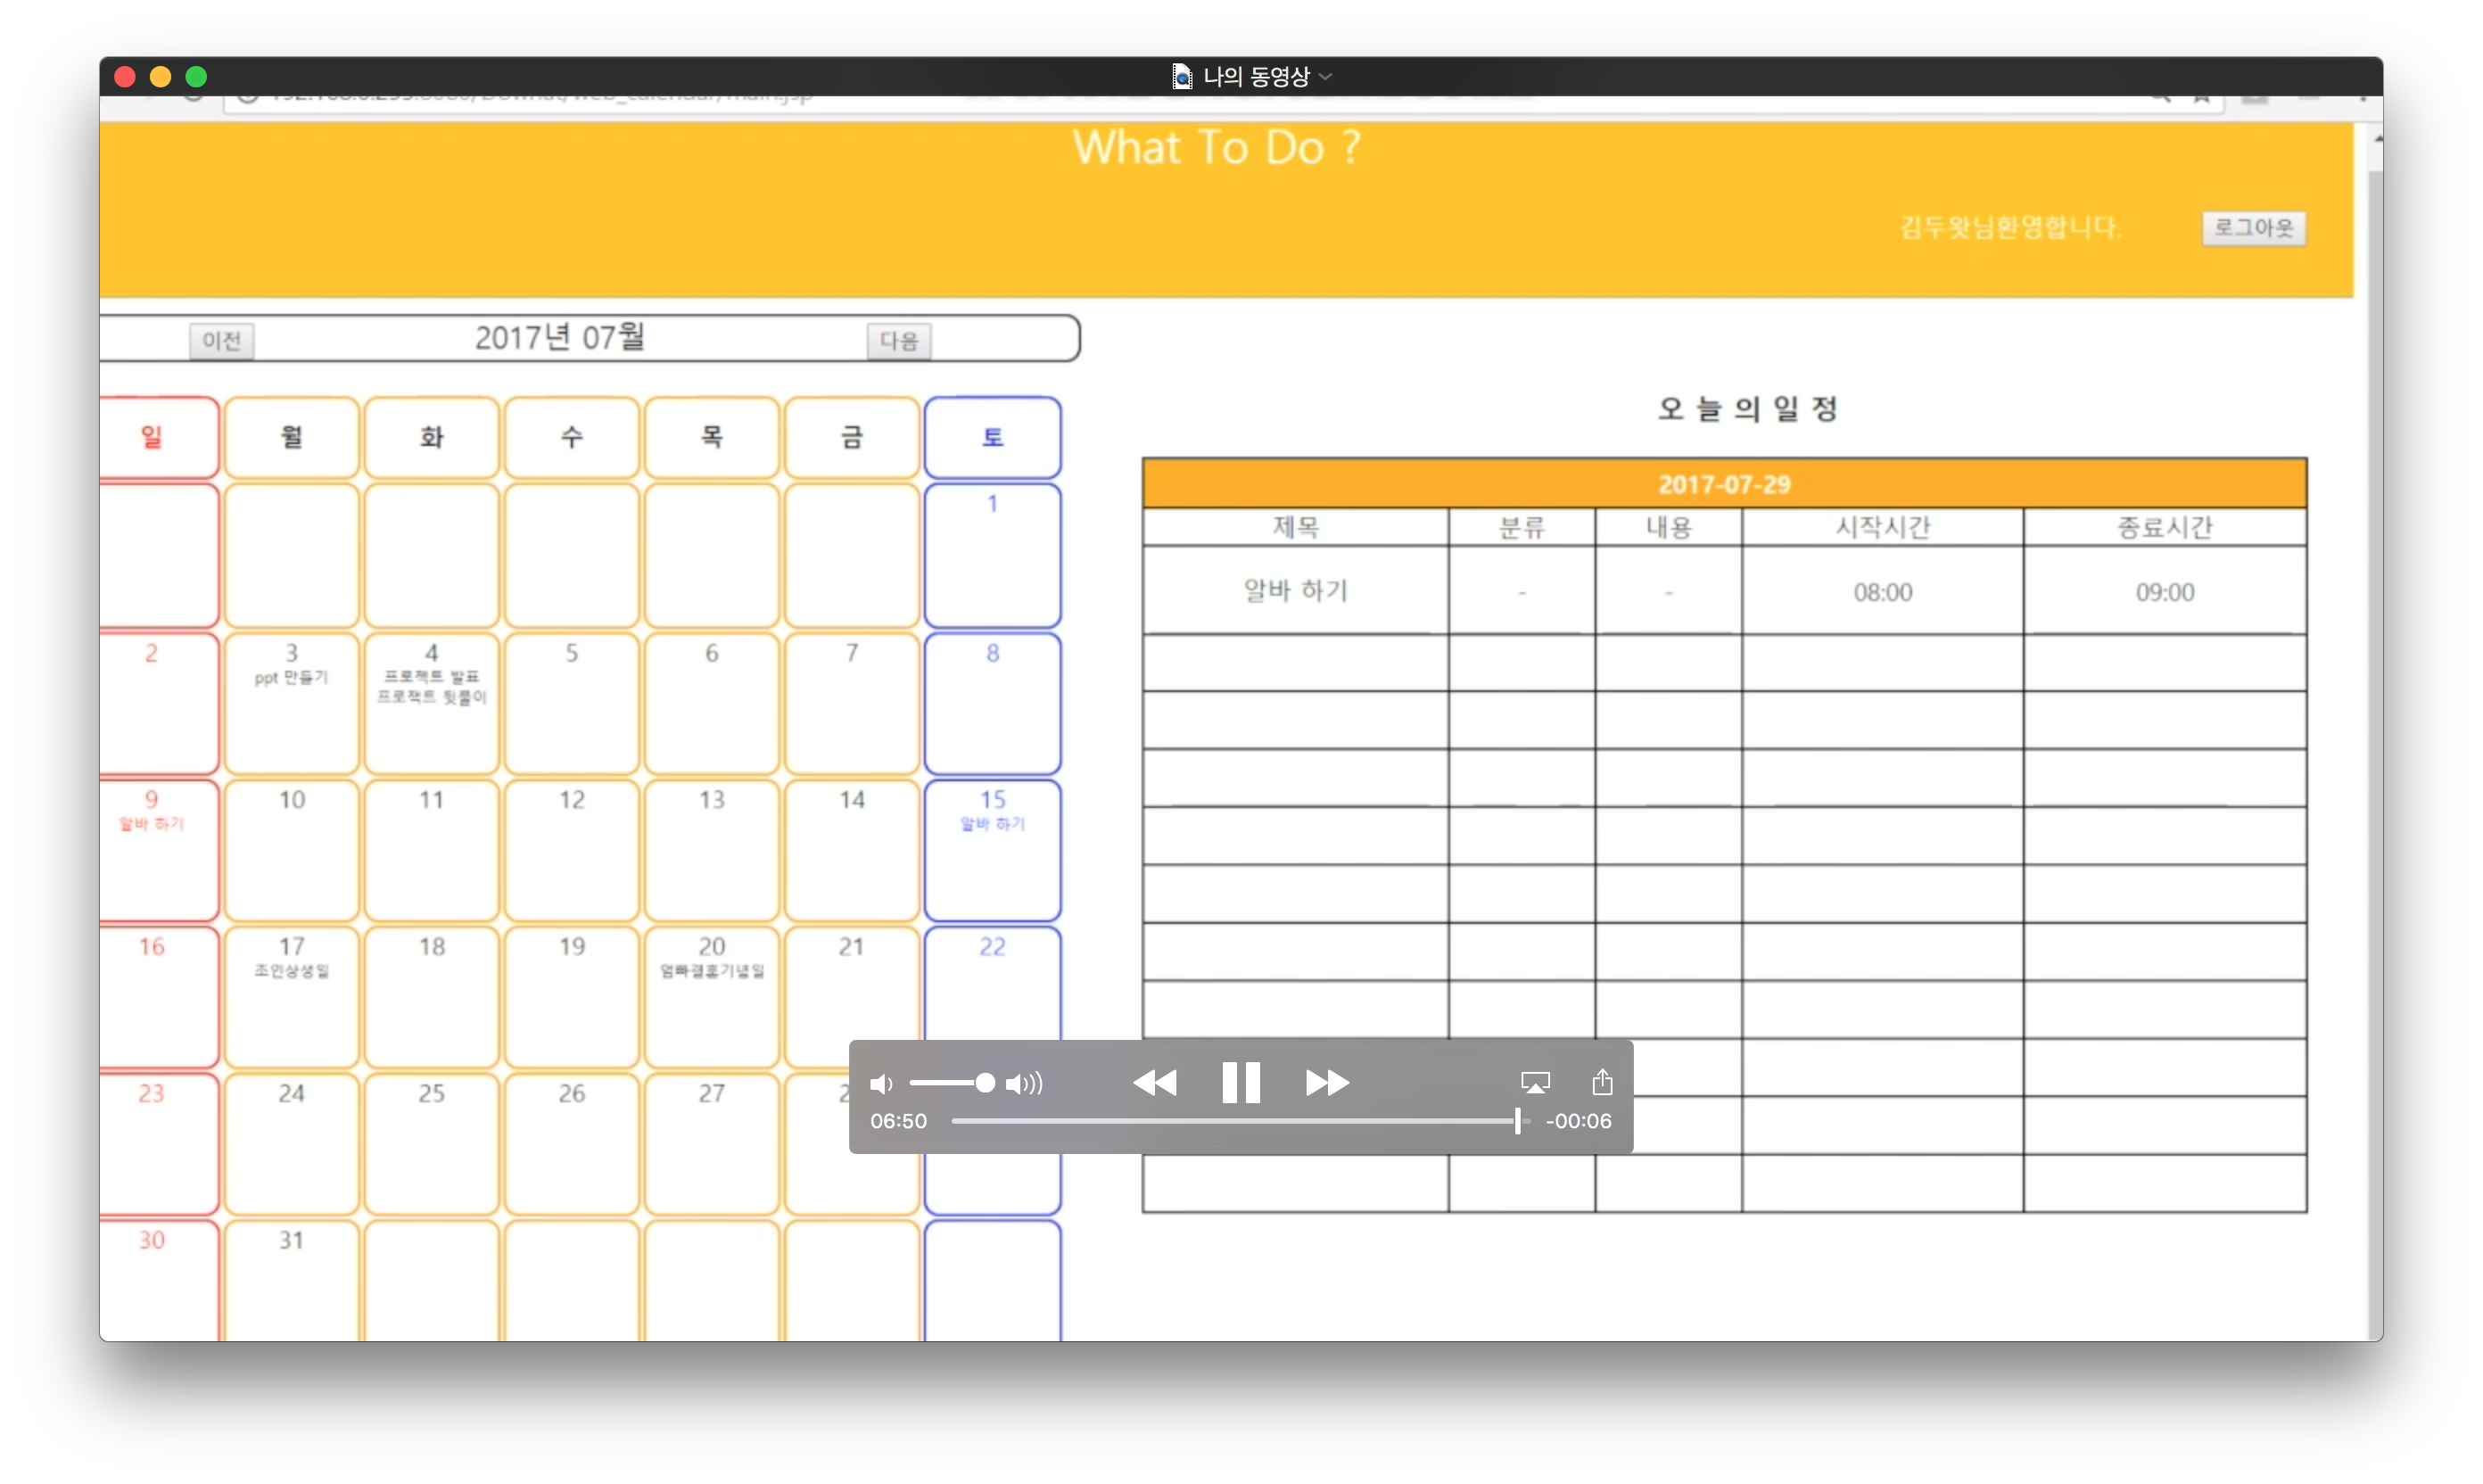 나의 동영상
What To Do ?
김두왓님환영합니다.
로그아웃
이전
2017년 07월
다음
일 월 화 수 목 금 토
1
2 3 4 5 6 7 8
ppt 만들기 프로젝트 발표
프로젝트 뒷풀이
9 10 11 12 13 14 15
알바 하기 알바 하기
16 17 18 19 20 21 22
조인상생일 엄빠결혼기념일
23 24 25 26 27
30 31
오 늘 의 일 정
2017-07-29
제목 분류 내용 시작시간 종료시간
알바 하기 - - 08:00 09:00
06:50 -00:06